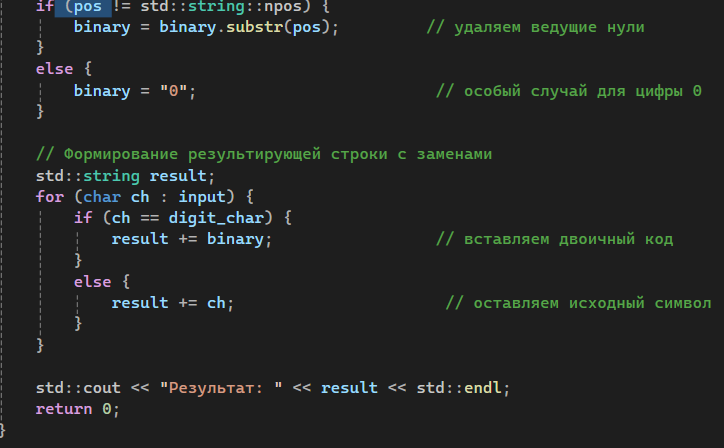 if (pos != std::string::npos) {
binary = binary.substr(pos); // удаляем ведущие нули
}
else {
binary = "0"; // особый случай для цифры 0
}
// Формирование результирующей строки с заменами
std::string result;
for (char ch : input) {
if (ch == digit_char) {
result += binary; // вставляем двоичный код
}
else {
result += ch; // оставляем исходный символ
}
}
std::cout << "Результат: " << result << std::endl;
return 0;
}